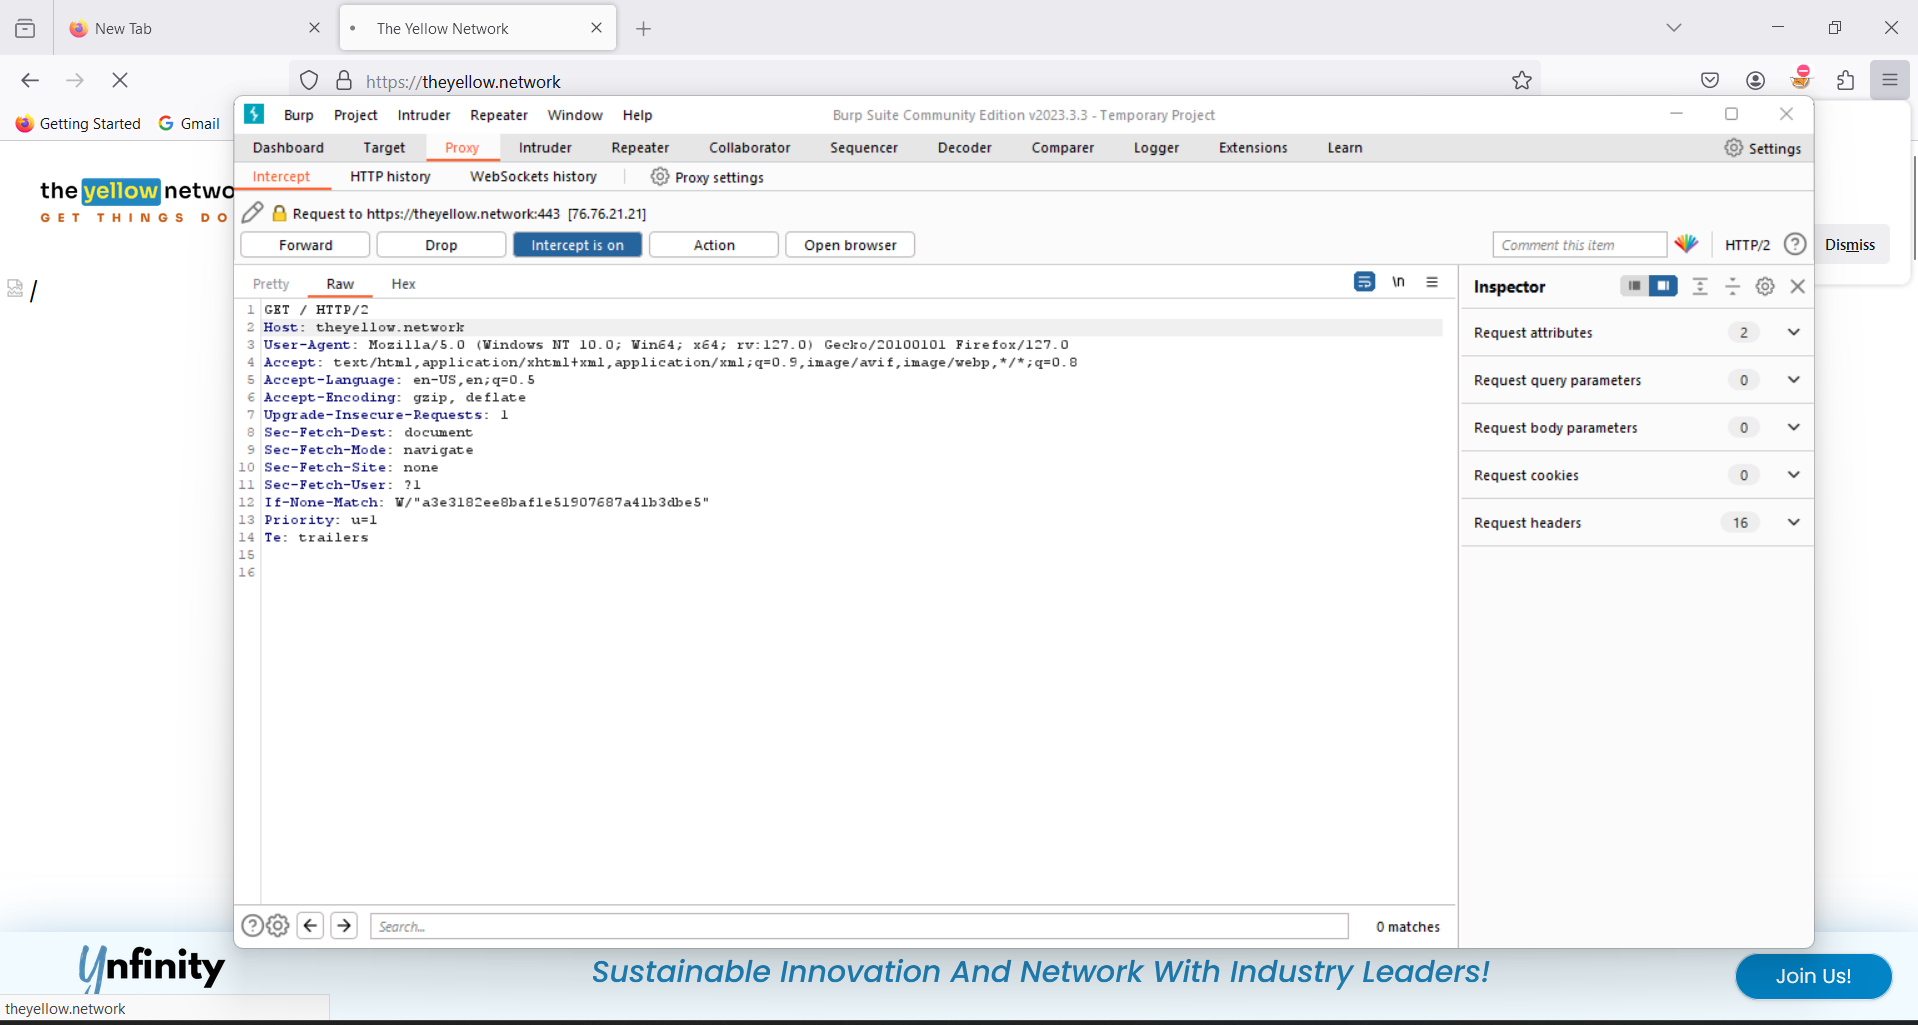 New Tab
The Yellow Network
https://theyellow.network
Getting Started
Gmail
Burp Project Intruder Repeater Window Help
Burp Suite Community Edition v2023.3.3 - Temporary Project
Dashboard Target Proxy Intruder Repeater Collaborator Sequencer Decoder Comparer Logger Extensions Learn
Settings
Intercept HTTP history WebSockets history Proxy settings
the yellow netwo
GET THINGS DO
Request to https://theyellow.network:443 [76.76.21.21]
Forward Drop Intercept is on Action Open browser
Comment this item
HTTP/2 ?
Dismiss
/
Pretty Raw Hex
\n
Inspector
1 GET / HTTP/2
2 Host: theyellow.network
3 User-Agent: Mozilla/5.0 (Windows NT 10.0; Win64; x64; rv:127.0) Gecko/20100101 Firefox/127.0
4 Accept: text/html,application/xhtml+xml,application/xml;q=0.9,image/avif,image/webp,*/*;q=0.8
5 Accept-Language: en-US,en;q=0.5
6 Accept-Encoding: gzip, deflate
7 Upgrade-Insecure-Requests: 1
8 Sec-Fetch-Dest: document
9 Sec-Fetch-Mode: navigate
10 Sec-Fetch-Site: none
11 Sec-Fetch-User: ?1
12 If-None-Match: W/"a3e3182ee8baf1e51907687a41b3dbe5"
13 Priority: u=1
14 Te: trailers
15
16
Request attributes 2
Request query parameters 0
Request body parameters 0
Request cookies 0
Request headers 16
?
Search...
0 matches
Ynfinity
Sustainable Innovation And Network With Industry Leaders!
Join Us!
theyellow.network